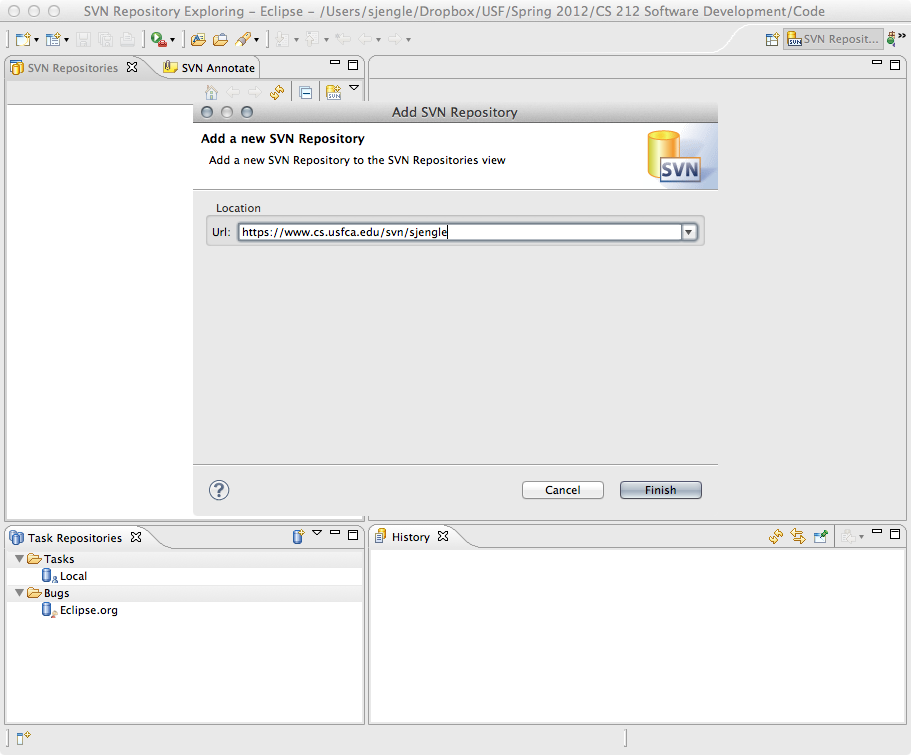 SVN Repository Exploring – Eclipse – /Users/sjengle/Dropbox/USF/Spring 2012/CS 212 Software Development/Code
SVN Reposit...
SVN Repositories
SVN Annotate
SVN
Add SVN Repository
Add a new SVN Repository
Add a new SVN Repository to the SVN Repositories view
SVN
Location
Url: https://www.cs.usfca.edu/svn/sjengle
?
Cancel
Finish
Task Repositories
Tasks
Local
Bugs
Eclipse.org
History